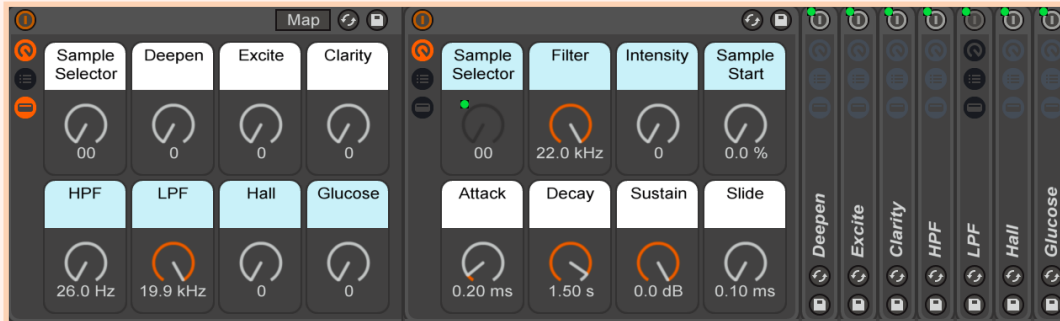 Map
Sample Selector
Deepen
Excite
Clarity
00
0
0
0
HPF
LPF
Hall
Glucose
26.0 Hz
19.9 kHz
0
0
Sample Selector
Filter
Intensity
Sample Start
00
22.0 kHz
0
0.0 %
Attack
Decay
Sustain
Slide
0.20 ms
1.50 s
0.0 dB
0.10 ms
Deepen
Excite
Clarity
HPF
LPF
Hall
Glucose